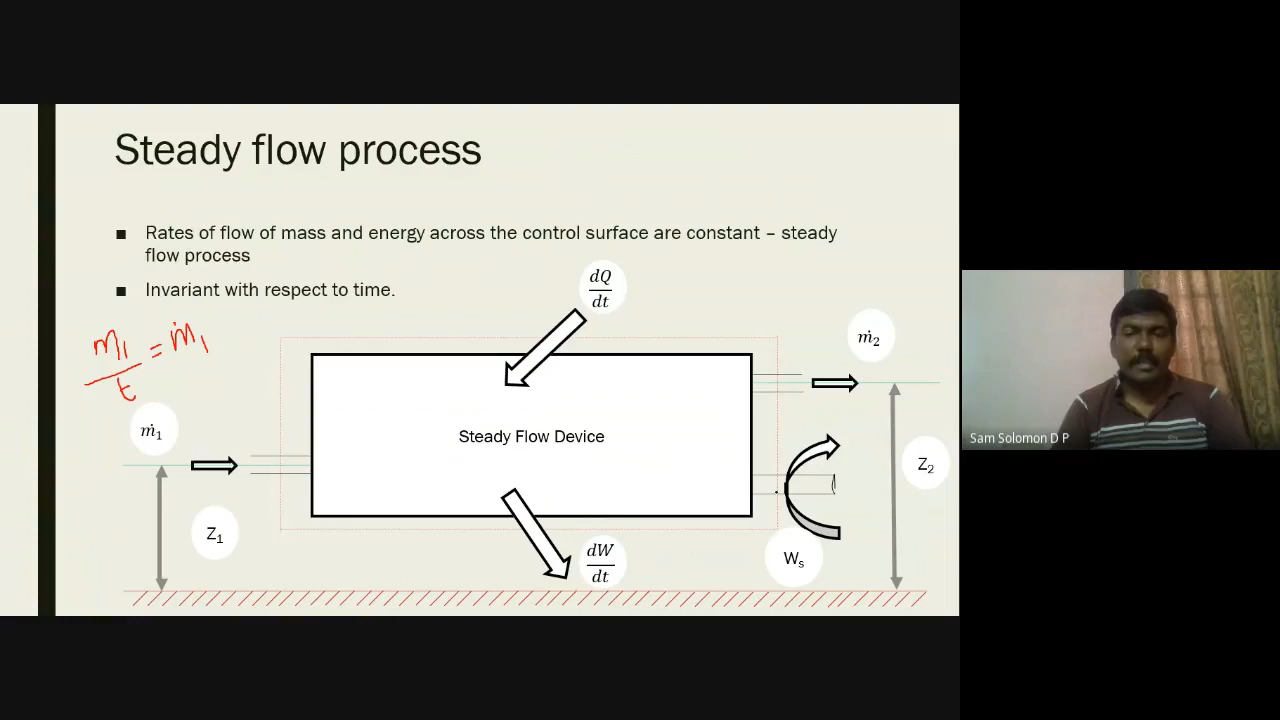 Steady flow process
■ Rates of flow of mass and energy across the control surface are constant – steady
flow process
■ Invariant with respect to time.
dQ
dt
m1
t
= ṁ1
ṁ2
ṁ1
Steady Flow Device
Z2
Z1
dW
dt
Ws
Sam Solomon D P